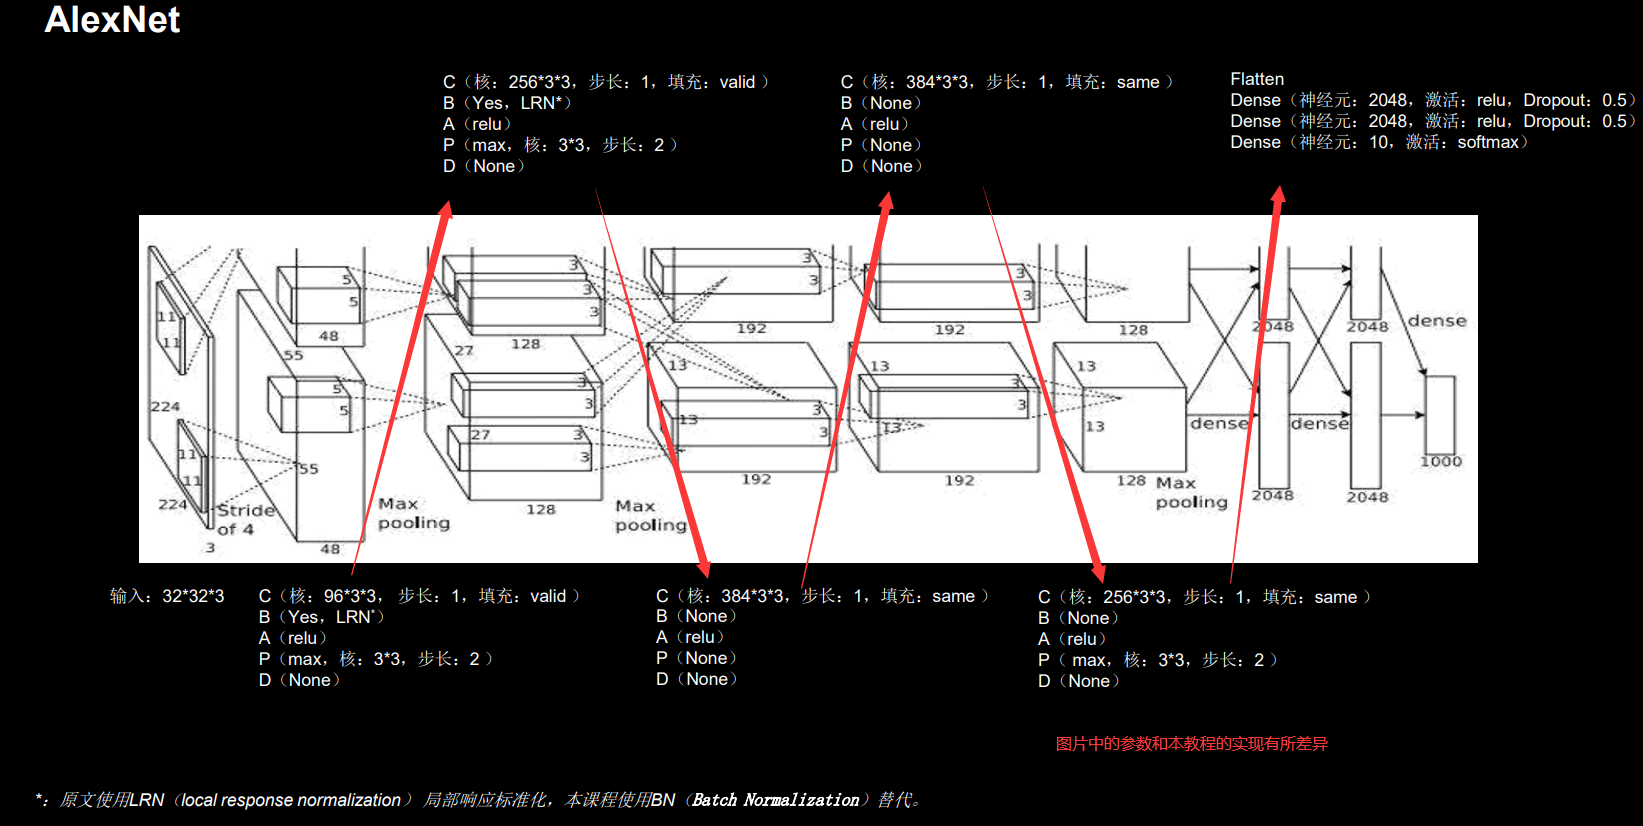 AlexNet
C（核：256*3*3，步长：1，填充：valid ）
B（Yes，LRN*）
A（relu）
P（max，核：3*3，步长：2 ）
D（None）
C（核：384*3*3，步长：1，填充：same ）
B（None）
A（relu）
P（None）
D（None）
Flatten
Dense（神经元：2048，激活：relu，Dropout：0.5）
Dense（神经元：2048，激活：relu，Dropout：0.5）
Dense（神经元：10，激活：softmax）
11
11
5
5
48
55
3
3
3
3
128
27
3
3
192
3
3
192
128
2048
2048
dense
224
11
11
224
3
Stride
of 4
5
5
55
48
Max
pooling
3
3
27
3
3
128
Max
pooling
13
13
3
3
192
13
13
3
3
192
13
13
128
Max
pooling
dense
dense
2048
2048
1000
输入：32*32*3
C（核：96*3*3， 步长：1，填充：valid ）
B（Yes，LRN*）
A（relu）
P（max，核：3*3，步长：2 ）
D（None）
C（核：384*3*3，步长：1，填充：same ）
B（None）
A（relu）
P（None）
D（None）
C（核：256*3*3，步长：1，填充：same ）
B（None）
A（relu）
P（ max，核：3*3，步长：2 ）
D（None）
图片中的参数和本教程的实现有所差异
*：原文使用LRN（local response normalization） 局部响应标准化，本课程使用BN（Batch Normalization）替代。